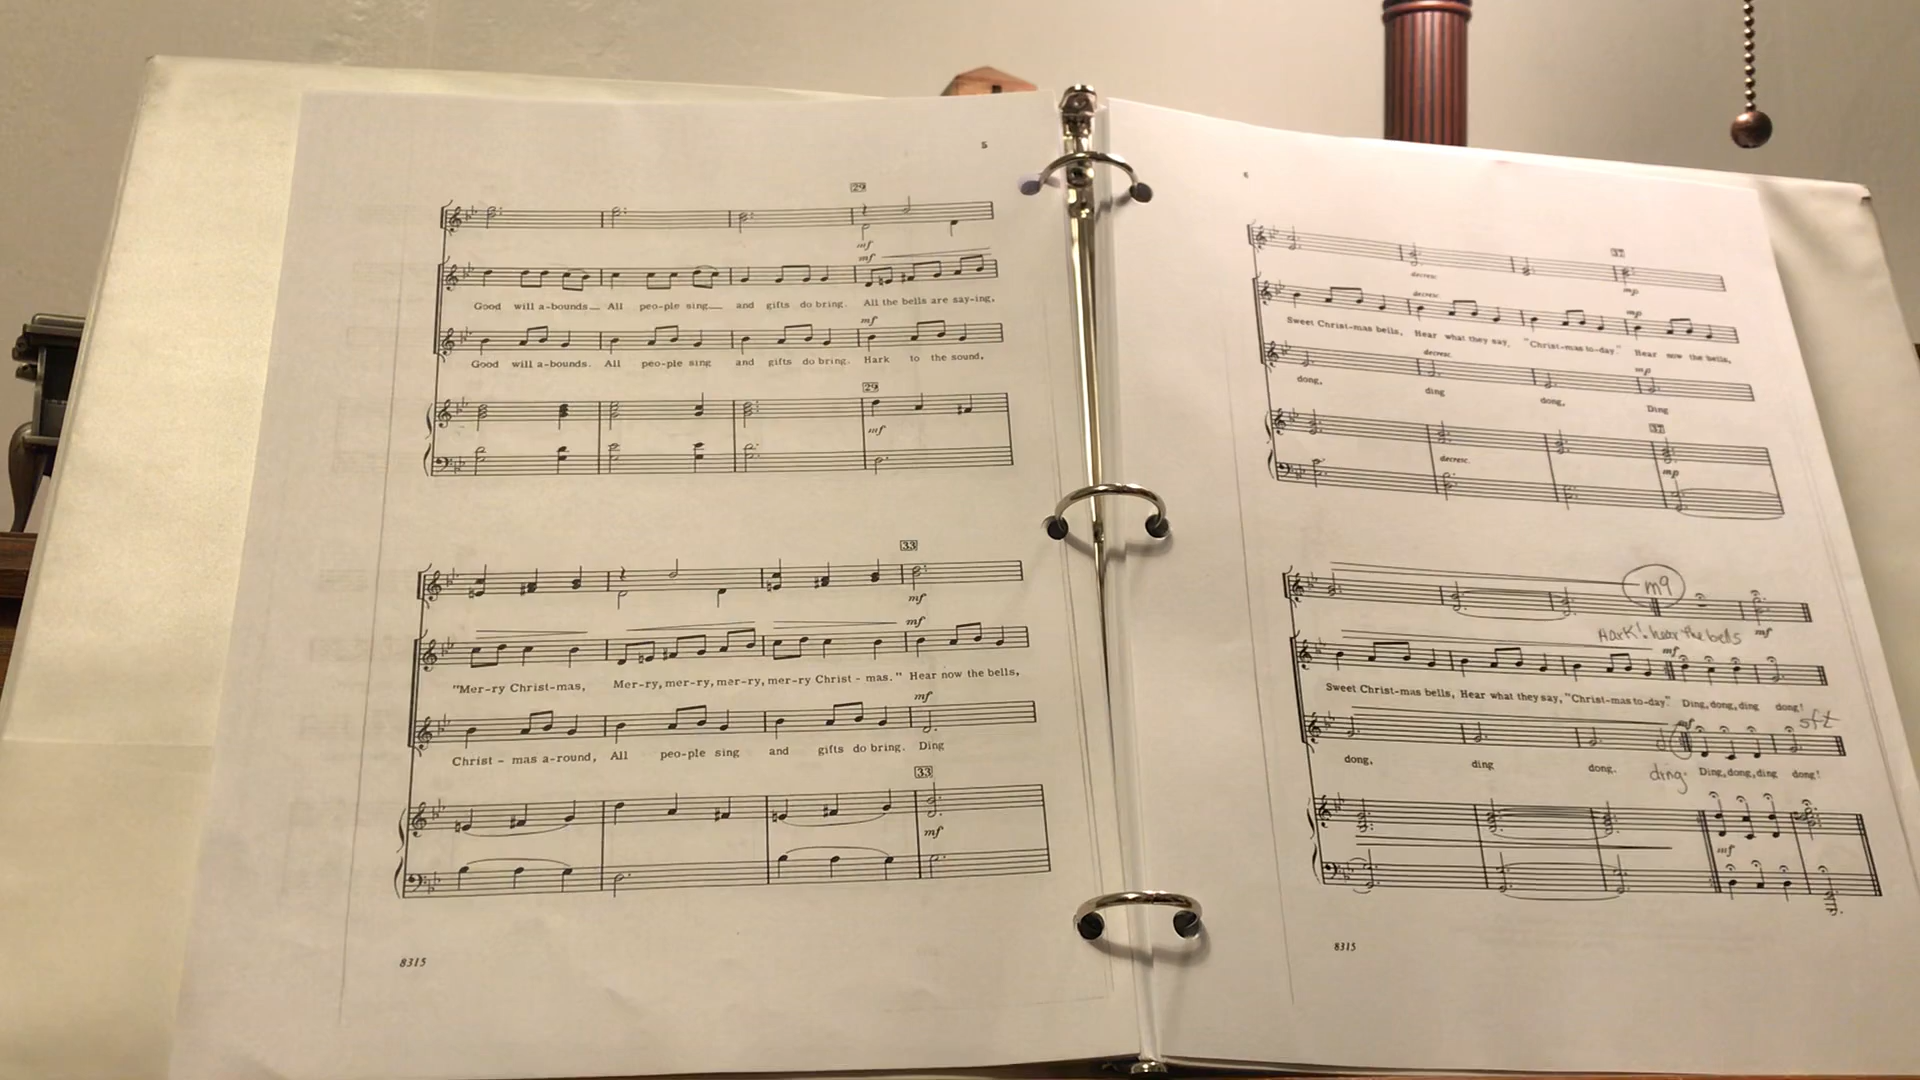 5
29
mf
mf
Good will a-bounds All peo-ple sing and gifts do bring. All the bells are say-ing,
mf
Good will a-bounds. All peo-ple sing and gifts do bring. Hark to the sound,
29
mf
33
mf
mf
"Mer-ry Christ-mas, Mer-ry, mer-ry, mer-ry, mer-ry Christ - mas." Hear now the bells,
mf
Christ - mas a-round, All peo-ple sing and gifts do bring. Ding
33
mf
8315
6
37
decresc. mp
decresc. mp
Sweet Christ-mas bells, Hear what they say, "Christ-mas to-day." Hear now the bells,
decresc. mp
dong, ding dong, Ding
37
decresc. mp
m9
mf
Hark! hear the bells
mf
Sweet Christ-mas bells, Hear what they say, "Christ-mas to-day." Ding, dong, ding dong!
mf sfz
dong, ding dong. ding. Ding, dong, ding dong!
mf
8315